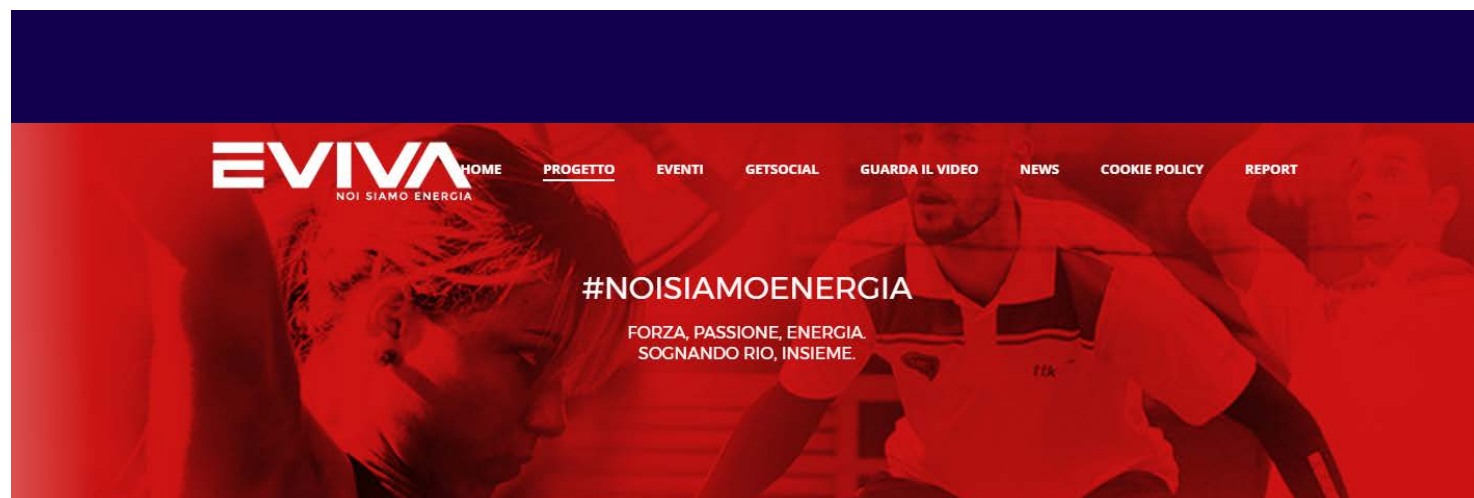 EVIVA
NOI SIAMO ENERGIA
HOME PROGETTO EVENTI GETSOCIAL GUARDA IL VIDEO NEWS COOKIE POLICY REPORT
#NOISIAMOENERGIA
FORZA, PASSIONE, ENERGIA.
SOGNANDO RIO, INSIEME.
ttk